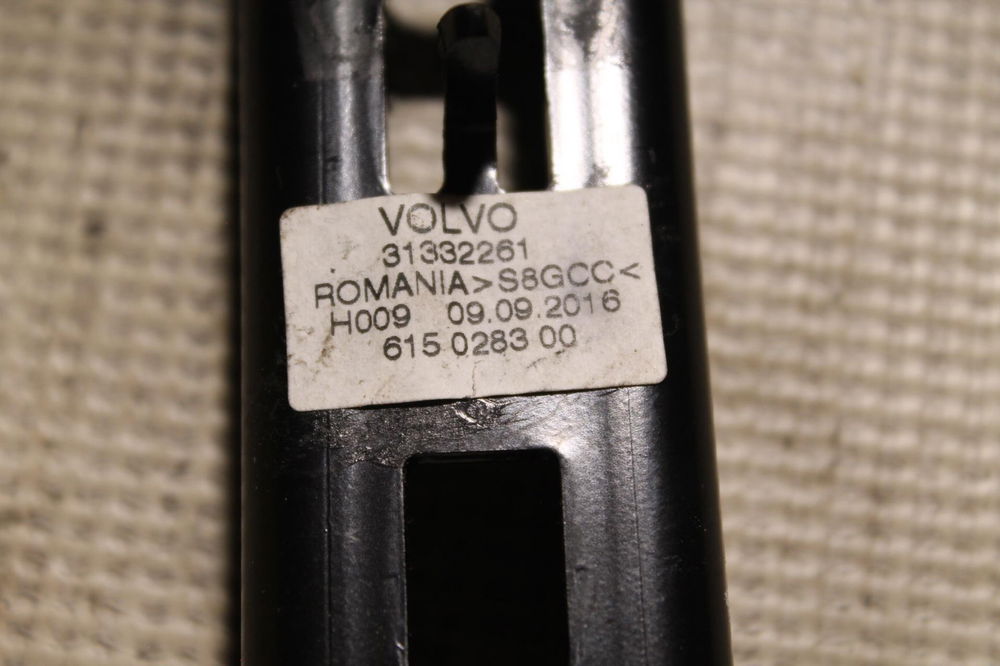 VOLVO
31332261
ROMANIA>S8GCC<
H009 09.09.2016
615 0283 00